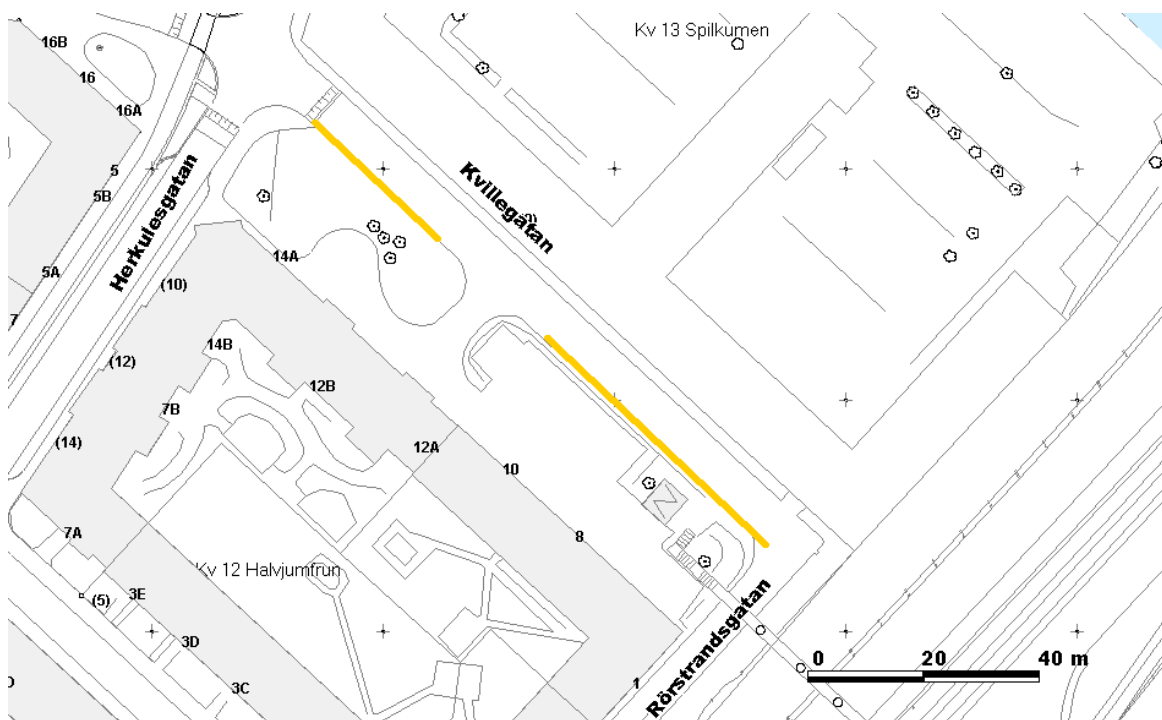 Kv 13 Spilkumen
16B
16
16A
5
5B
5A
7
Herkulesgatan
Kvillegatan
14A
(10)
(12)
(14)
14B
12B
7B
12A
10
8
7A
Kv 12 Halvjumfrun
(5)
3E
3D
3C
1
Rörstrandsgatan
0 20 40 m